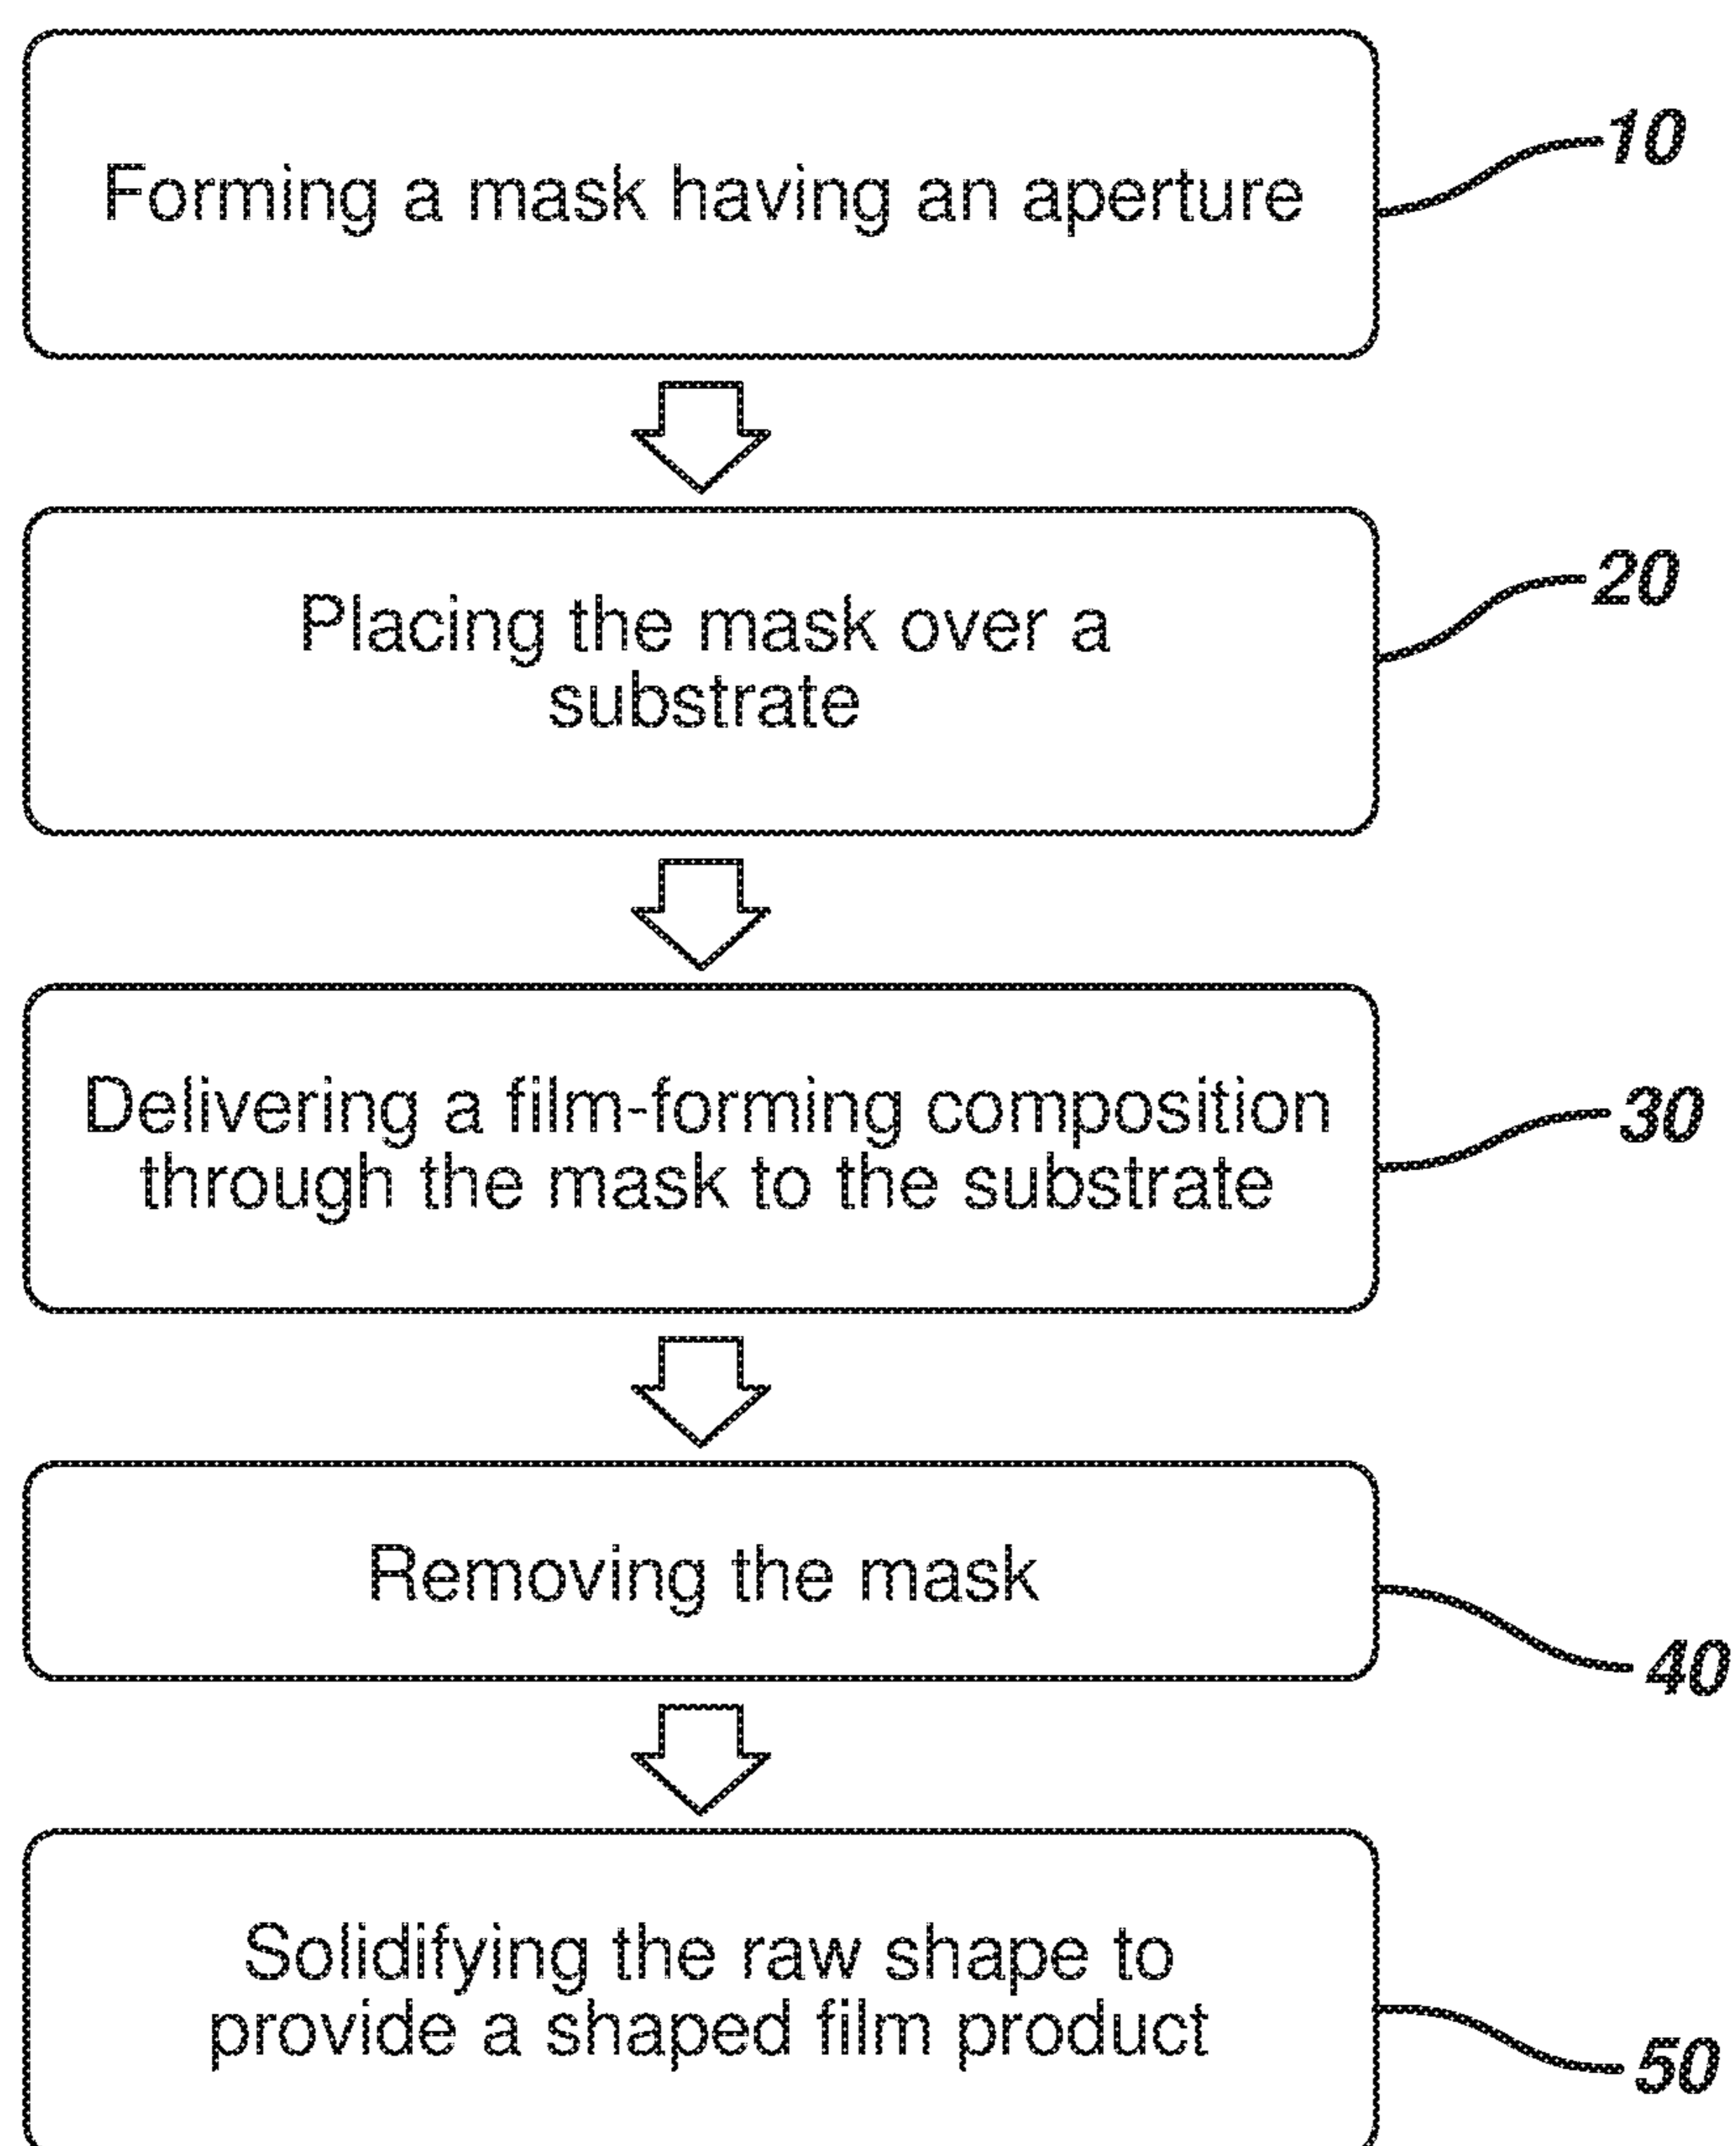 Forming a mask having an aperture
10
Placing the mask over a
substrate
20
Delivering a film-forming composition
through the mask to the substrate
30
Removing the mask
40
Solidifying the raw shape to
provide a shaped film product
50